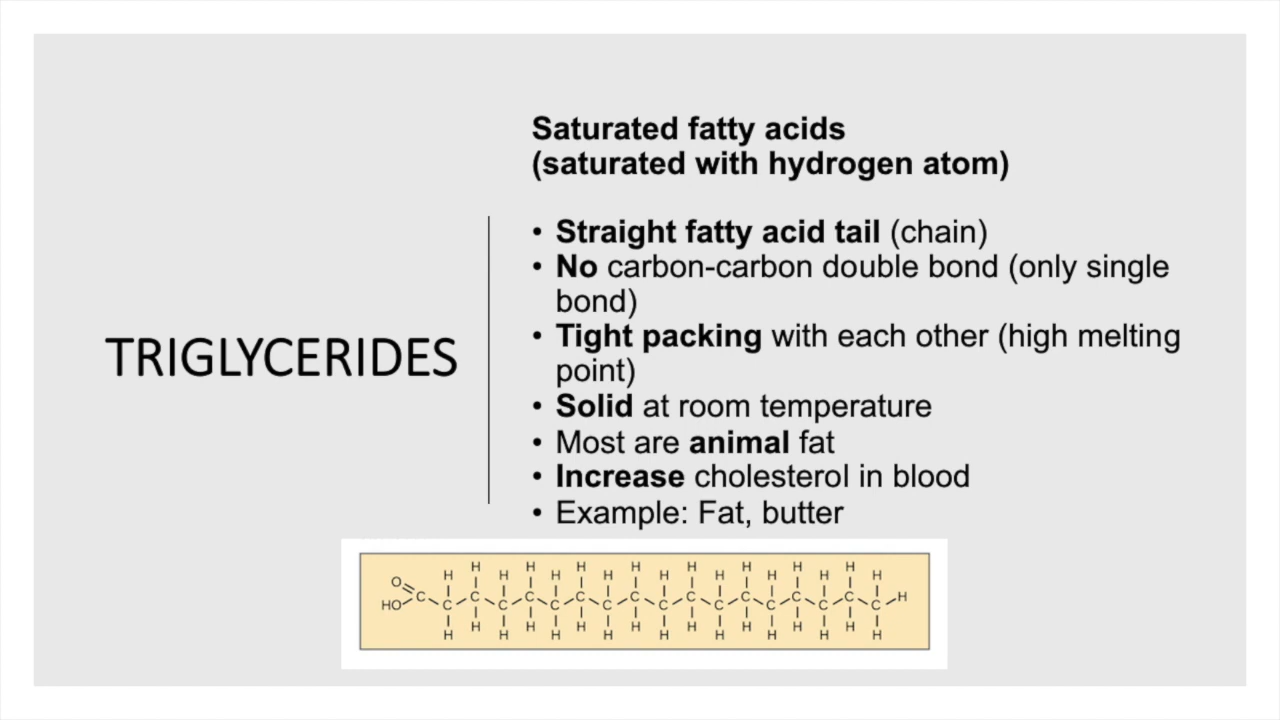 TRIGLYCERIDES
Saturated fatty acids
(saturated with hydrogen atom)
• Straight fatty acid tail (chain)
• No carbon-carbon double bond (only single
bond)
• Tight packing with each other (high melting
point)
• Solid at room temperature
• Most are animal fat
• Increase cholesterol in blood
• Example: Fat, butter
H H H H H H H H H H H H H H H H H
O
HO C C C C C C C C C C C C C C C C C C H
H H H H H H H H H H H H H H H H H